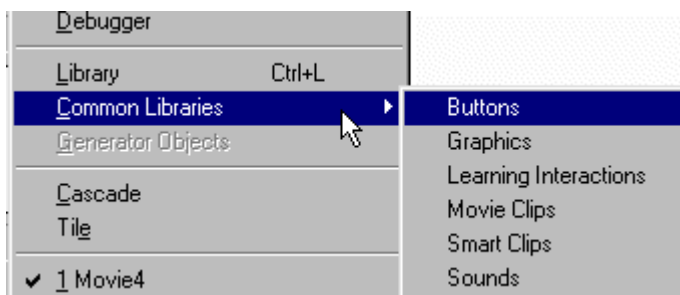 Debugger
Library Ctrl+L
Common Libraries
Generator Objects
Cascade
Tile
1 Movie4
Buttons
Graphics
Learning Interactions
Movie Clips
Smart Clips
Sounds